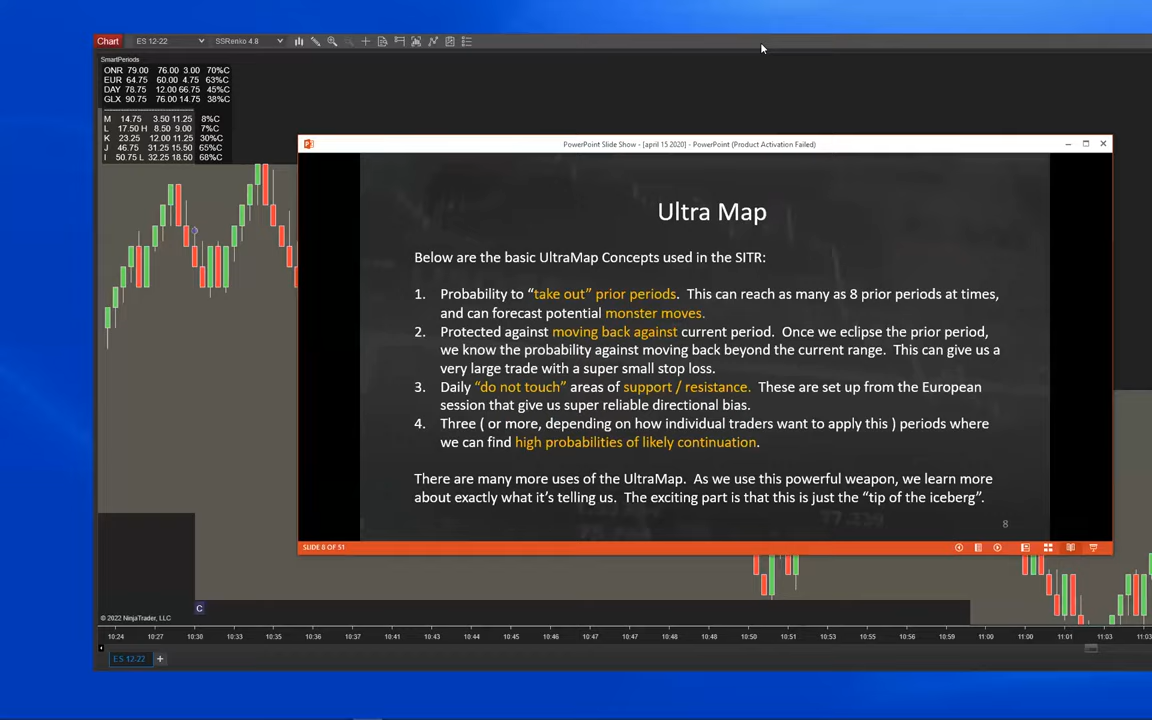 Chart ES 12-22 SSRenko 4.8
SmartPeriods
ONR 79.00 76.00 3.00 70%C
EUR 64.75 60.00 4.75 63%C
DAY 78.75 12.00 66.75 45%C
GLX 90.75 76.00 14.75 38%C
M 14.75 3.50 11.25 8%C
L 17.50 H 8.50 9.00 7%C
K 23.25 12.00 11.25 30%C
J 46.75 31.25 15.50 65%C
I 50.75 L 32.25 18.50 68%C
PowerPoint Slide Show - [april 15 2020] - PowerPoint (Product Activation Failed)
Ultra Map
Below are the basic UltraMap Concepts used in the SITR:
1. Probability to “take out” prior periods. This can reach as many as 8 prior periods at times,
and can forecast potential monster moves.
2. Protected against moving back against current period. Once we eclipse the prior period,
we know the probability against moving back beyond the current range. This can give us a
very large trade with a super small stop loss.
3. Daily “do not touch” areas of support / resistance. These are set up from the European
session that give us super reliable directional bias.
4. Three ( or more, depending on how individual traders want to apply this ) periods where
we can find high probabilities of likely continuation.
There are many more uses of the UltraMap. As we use this powerful weapon, we learn more
about exactly what it’s telling us. The exciting part is that this is just the “tip of the iceberg”.
8
SLIDE 8 OF 51
C
© 2022 NinjaTrader, LLC
10:24 10:27 10:30 10:33 10:35 10:36 10:37 10:41 10:43 10:44 10:45 10:46 10:47 10:47 10:48 10:49 10:50 10:51 10:52 10:55 10:56 10:59 11:00 11:00 11:01 11:03
ES 12-22 +